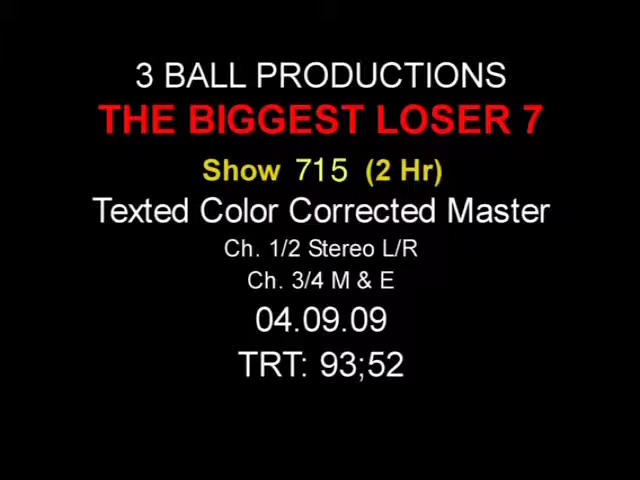 3 BALL PRODUCTIONS
THE BIGGEST LOSER 7
Show 715 (2 Hr)
Texted Color Corrected Master
Ch. 1/2 Stereo L/R
Ch. 3/4 M & E
04.09.09
TRT: 93;52